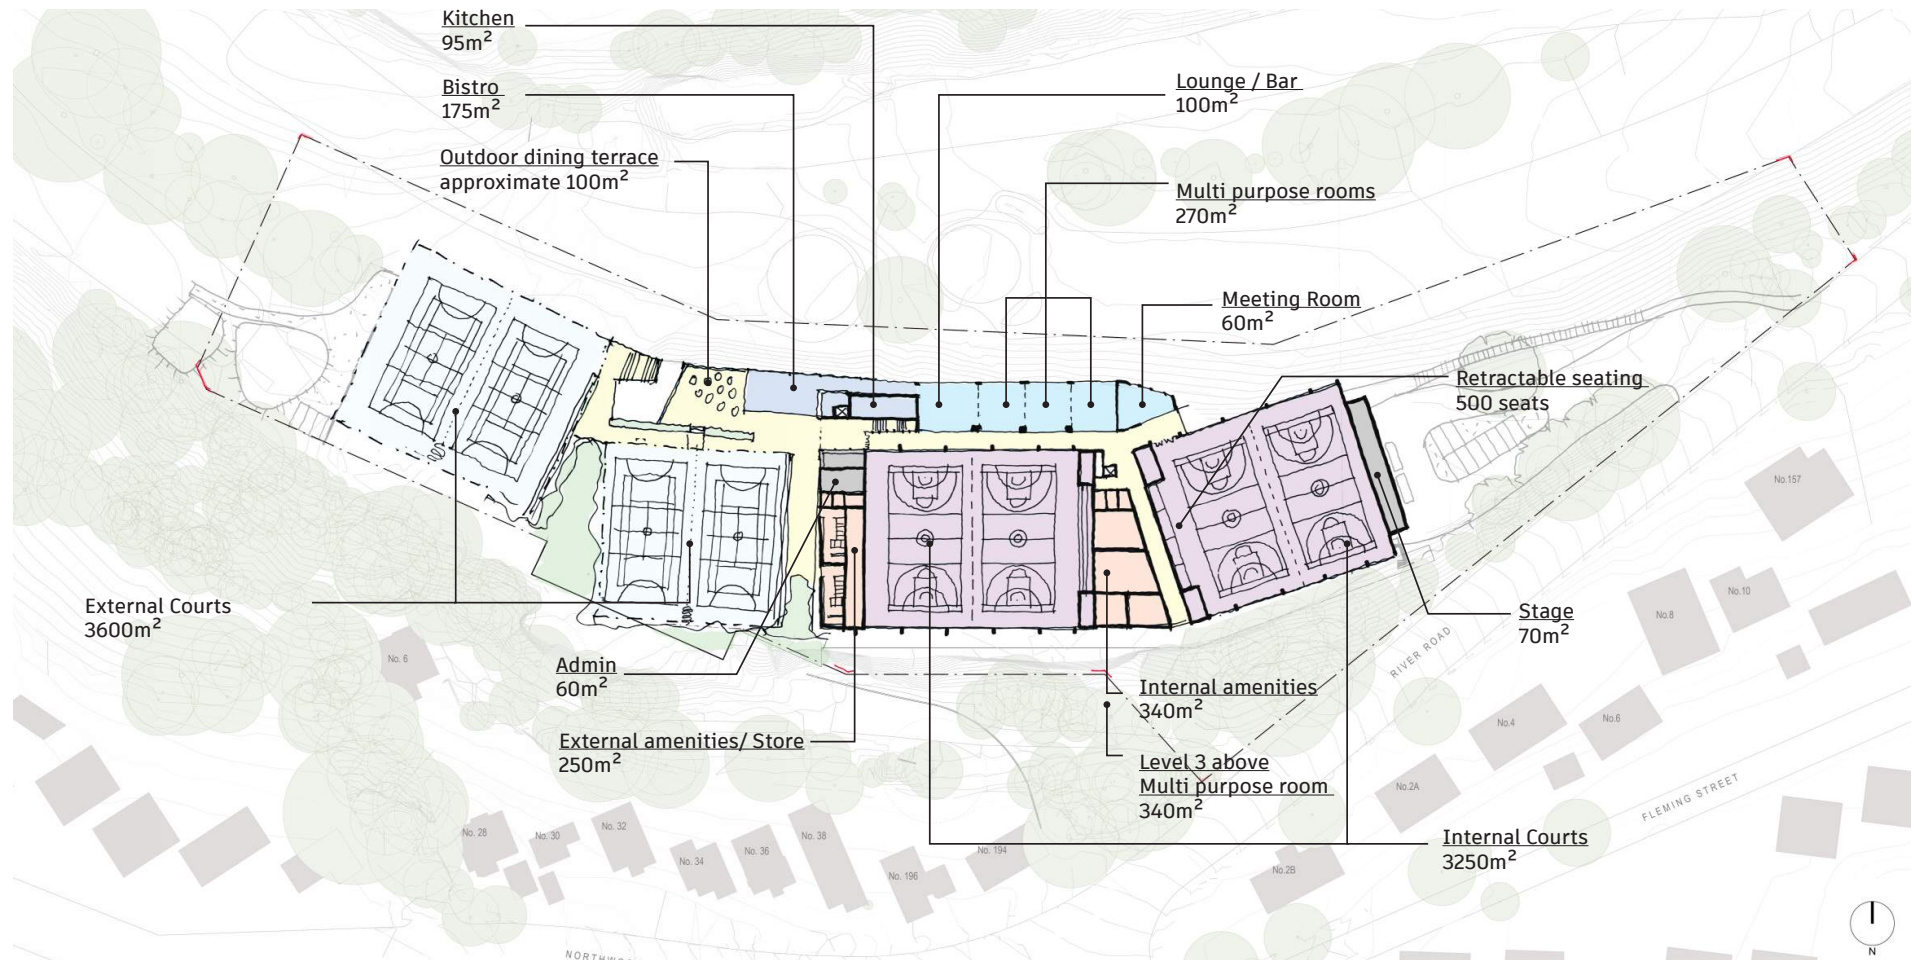 Kitchen
95m²
Bistro
175m²
Outdoor dining terrace
approximate 100m²
Lounge / Bar
100m²
Multi purpose rooms
270m²
Meeting Room
60m²
Retractable seating
500 seats
External Courts
3600m²
Admin
60m²
External amenities/ Store
250m²
Internal amenities
340m²
Level 3 above
Multi purpose room
340m²
Stage
70m²
Internal Courts
3250m²
No.157
No.10
No.8
No.6
No.4
No.2A
No.2B
RIVER ROAD
FLEMING STREET
No. 6
No. 28
No. 30
No. 32
No. 34
No. 36
No. 38
No. 196
No. 194
N